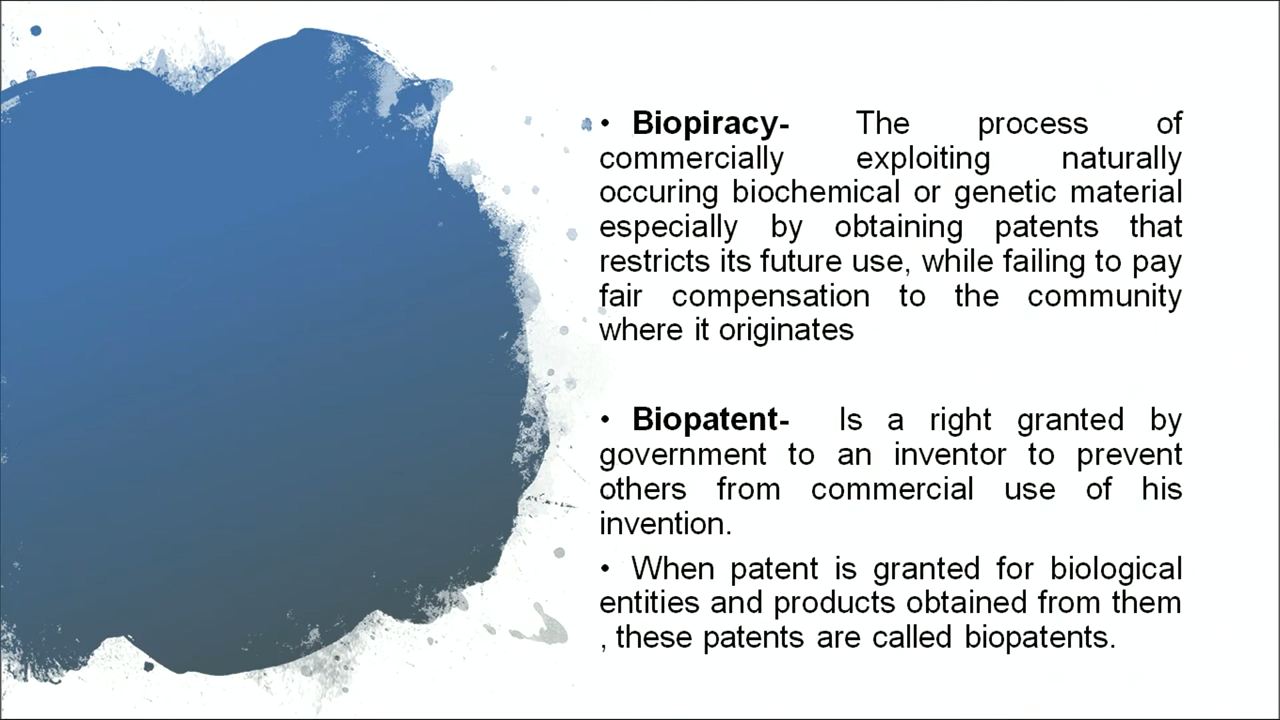 • Biopiracy- The process of
commercially exploiting naturally
occuring biochemical or genetic material
especially by obtaining patents that
restricts its future use, while failing to pay
fair compensation to the community
where it originates
• Biopatent- Is a right granted by
government to an inventor to prevent
others from commercial use of his
invention.
• When patent is granted for biological
entities and products obtained from them
, these patents are called biopatents.